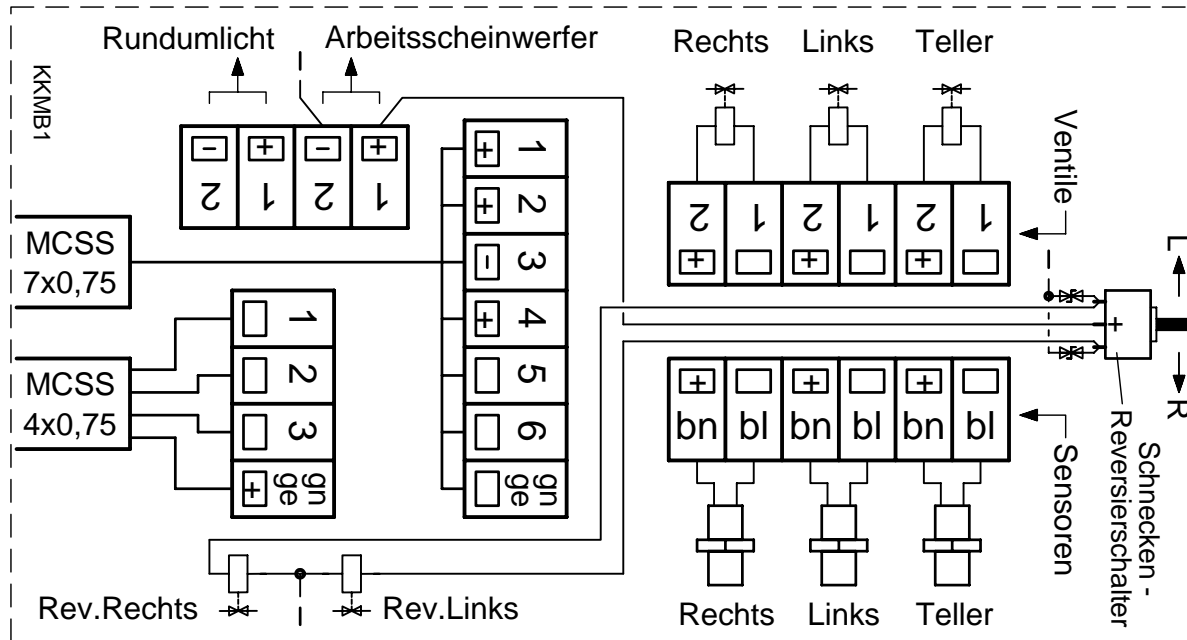 Rundumlicht
Arbeitsscheinwerfer
Rechts
Links
Teller
KKMB1
- + - +
2 1 2 1
+ 1
+ 2
- 3
+ 4
5
6
gn
ge
Ventile
2 1 2 1 2 1
+ + +
MCSS
7x0,75
MCSS
4x0,75
1
2
3
+ gn
ge
L
+
R
Schnecken -
Reversierschalter
+ + +
bn bl bn bl bn bl
Sensoren
Rev.Rechts
Rev.Links
Rechts
Links
Teller